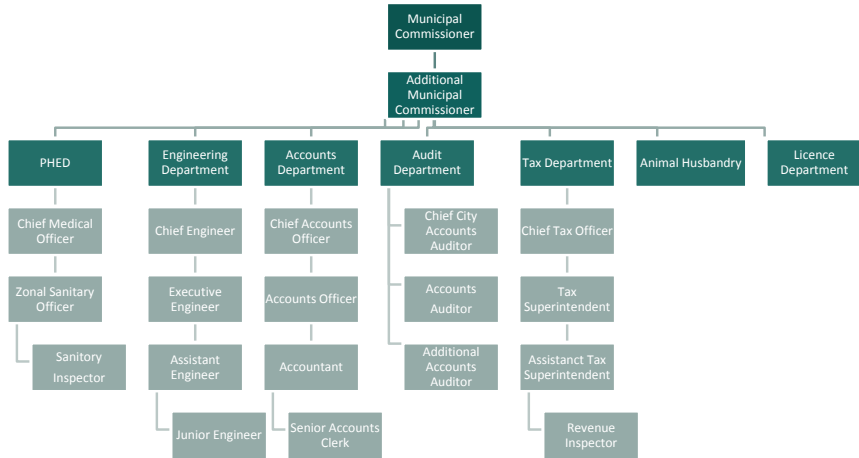 Municipal
Commissioner
Additional
Municipal
Commissioner
PHED
Engineering
Department
Accounts
Department
Audit
Department
Tax Department
Animal Husbandry
Licence
Department
Chief Medical
Officer
Chief Engineer
Chief Accounts
Officer
Chief City
Accounts
Auditor
Chief Tax Officer
Zonal Sanitary
Officer
Executive
Engineer
Accounts Officer
Accounts
Auditor
Tax
Superintendent
Sanitory
Inspector
Assistant
Engineer
Accountant
Additional
Accounts
Auditor
Assistanct Tax
Superintendent
Junior Engineer
Senior Accounts
Clerk
Revenue
Inspector